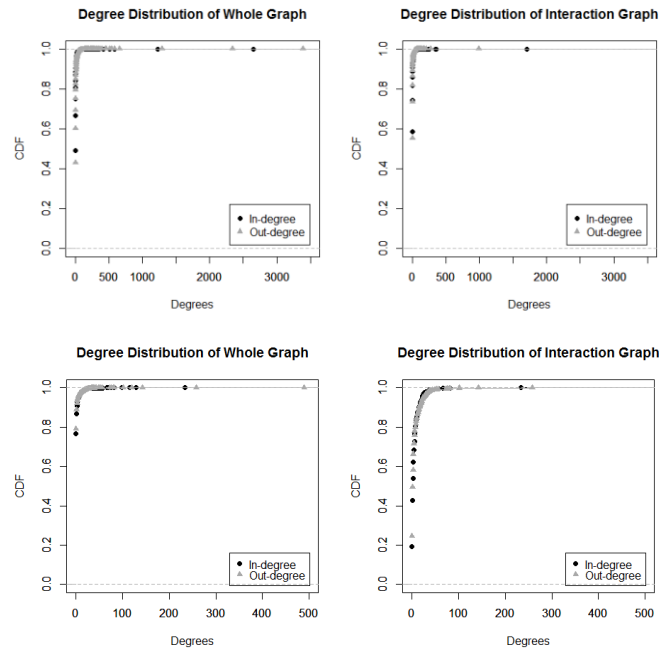 Degree Distribution of Whole Graph
CDF
1.0
0.8
0.6
0.4
0.2
0.0
In-degree
Out-degree
0 500 1500 2000 3000
Degrees
Degree Distribution of Interaction Graph
CDF
1.0
0.8
0.6
0.4
0.2
0.0
In-degree
Out-degree
0 500 1500 2000 3000
Degrees
Degree Distribution of Whole Graph
CDF
1.0
0.8
0.6
0.4
0.2
0.0
In-degree
Out-degree
0 100 200 300 400 500
Degrees
Degree Distribution of Interaction Graph
CDF
1.0
0.8
0.6
0.4
0.2
0.0
In-degree
Out-degree
0 100 200 300 400 500
Degrees